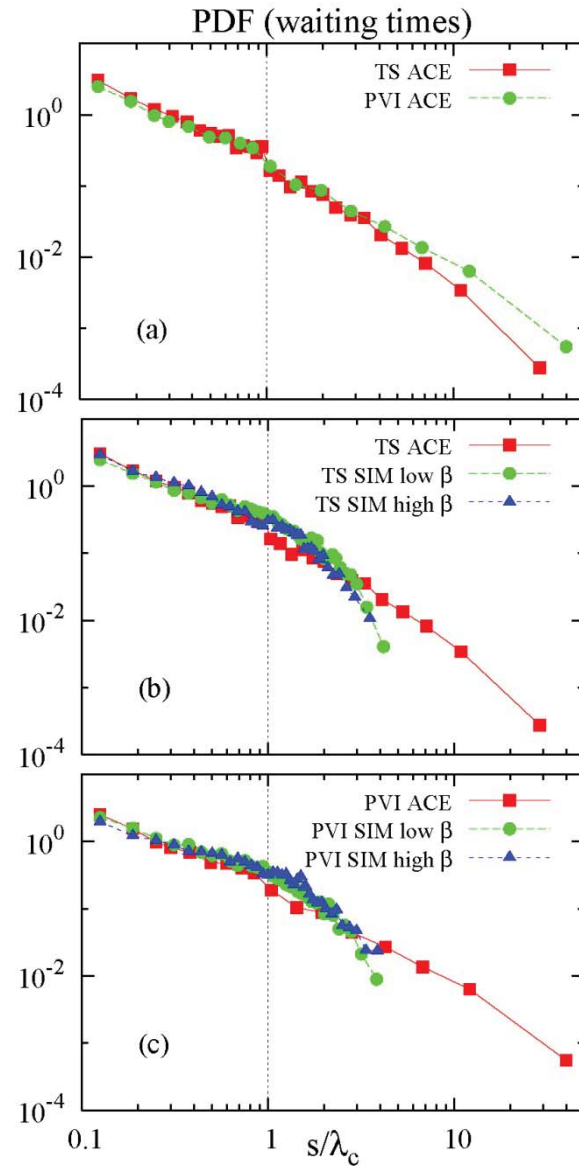 PDF (waiting times)
10^0
10^-2
10^-4
TS ACE
PVI ACE
(a)
10^0
10^-2
10^-4
TS ACE
TS SIM low β
TS SIM high β
(b)
10^0
10^-2
10^-4
PVI ACE
PVI SIM low β
PVI SIM high β
(c)
0.1 1 10
s/λ_c